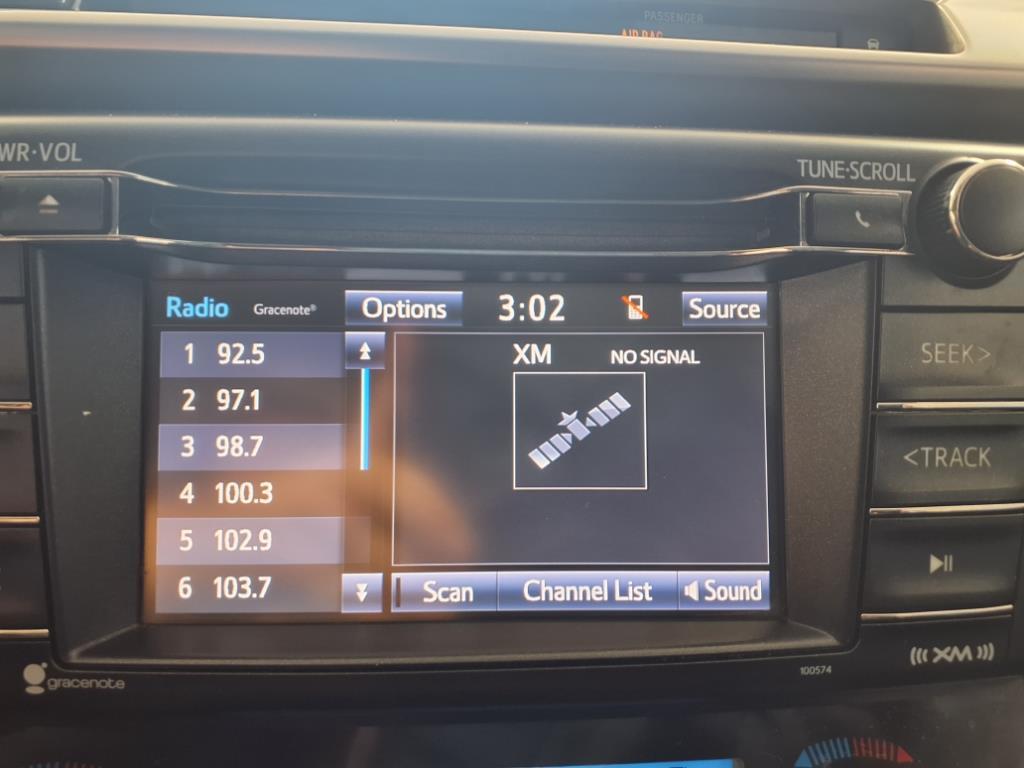 PASSENGER
AIR BAG
WR·VOL
TUNE·SCROLL
Radio Gracenote® Options 3:02 Source
1 92.5
2 97.1
3 98.7
4 100.3
5 102.9
6 103.7
XM NO SIGNAL
Scan Channel List Sound
SEEK>
<TRACK
gracenote
100574
XM